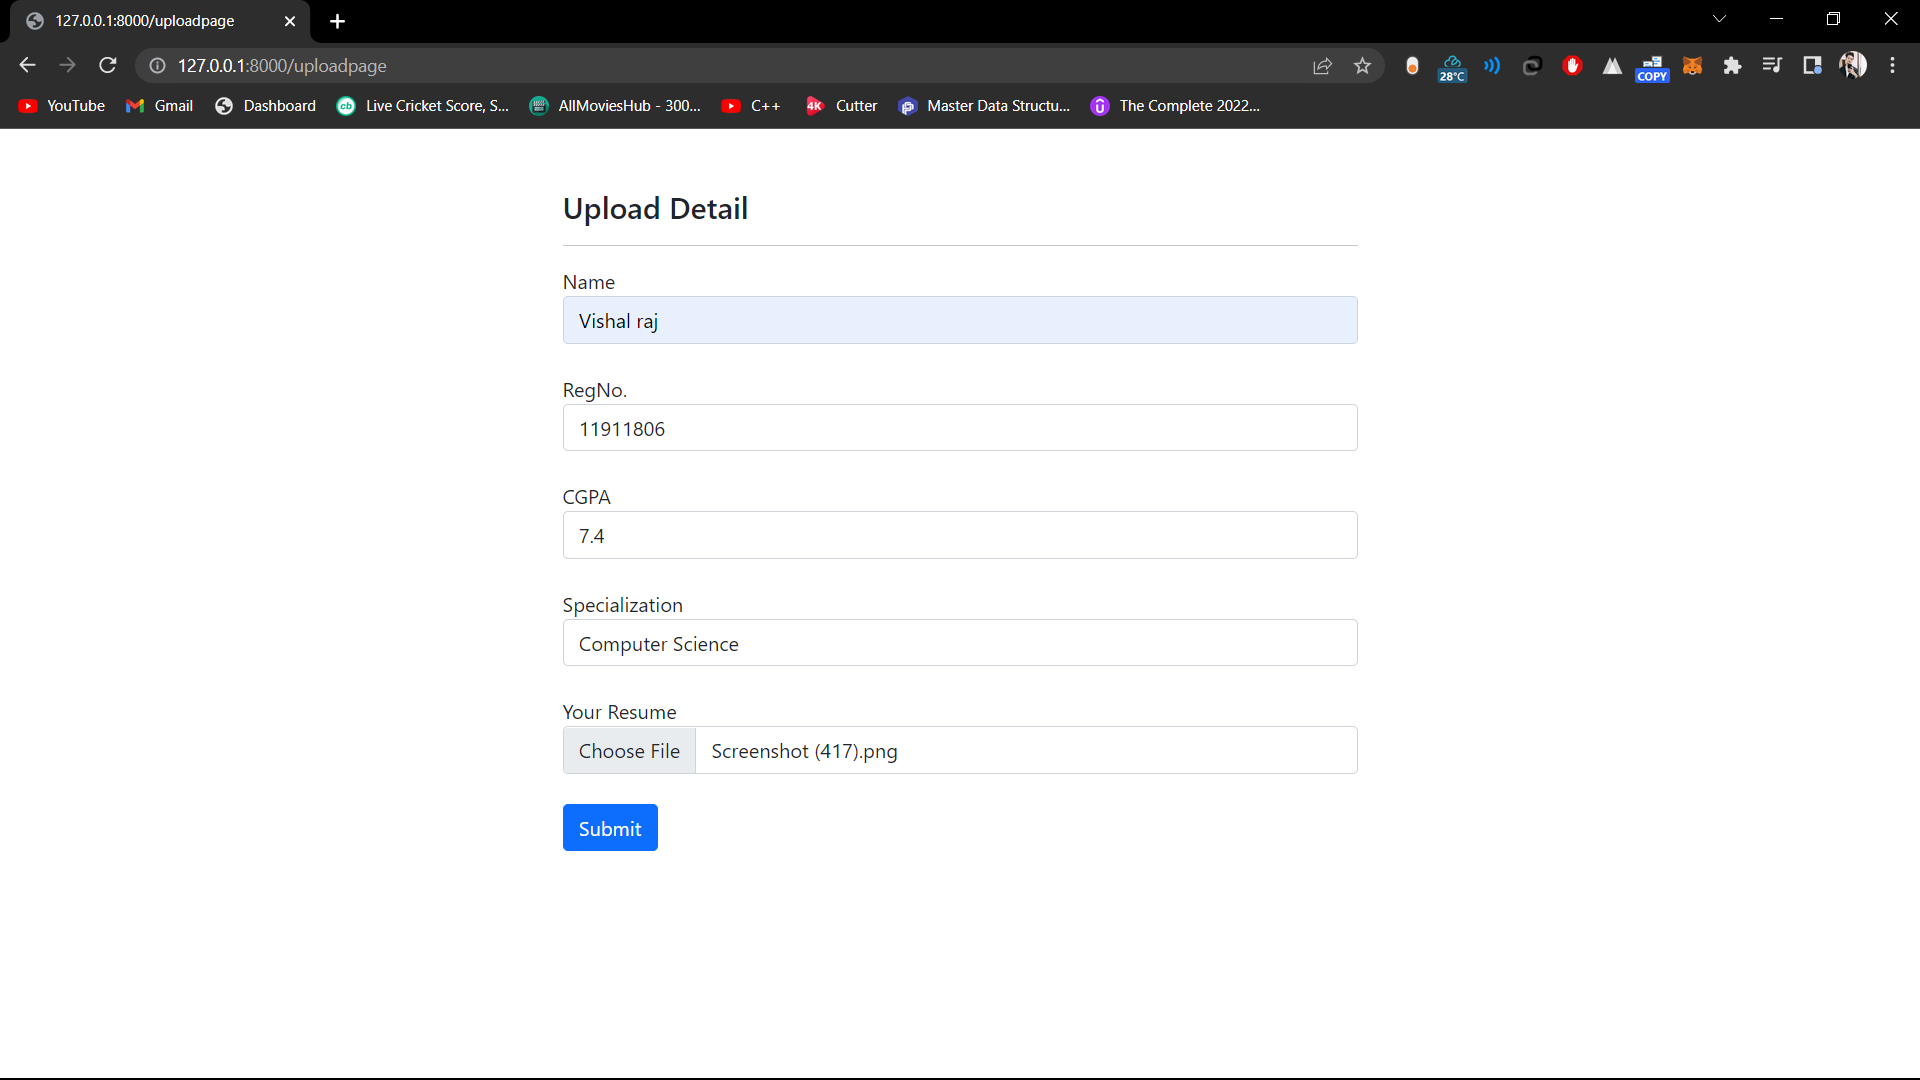 127.0.0.1:8000/uploadpage
127.0.0.1:8000/uploadpage
28°C
COPY
YouTube Gmail Dashboard cb Live Cricket Score, S... AllMoviesHub - 300... C++ 4K Cutter Master Data Structu... The Complete 2022...
Upload Detail
Name
Vishal raj
RegNo.
11911806
CGPA
7.4
Specialization
Computer Science
Your Resume
Choose File Screenshot (417).png
Submit